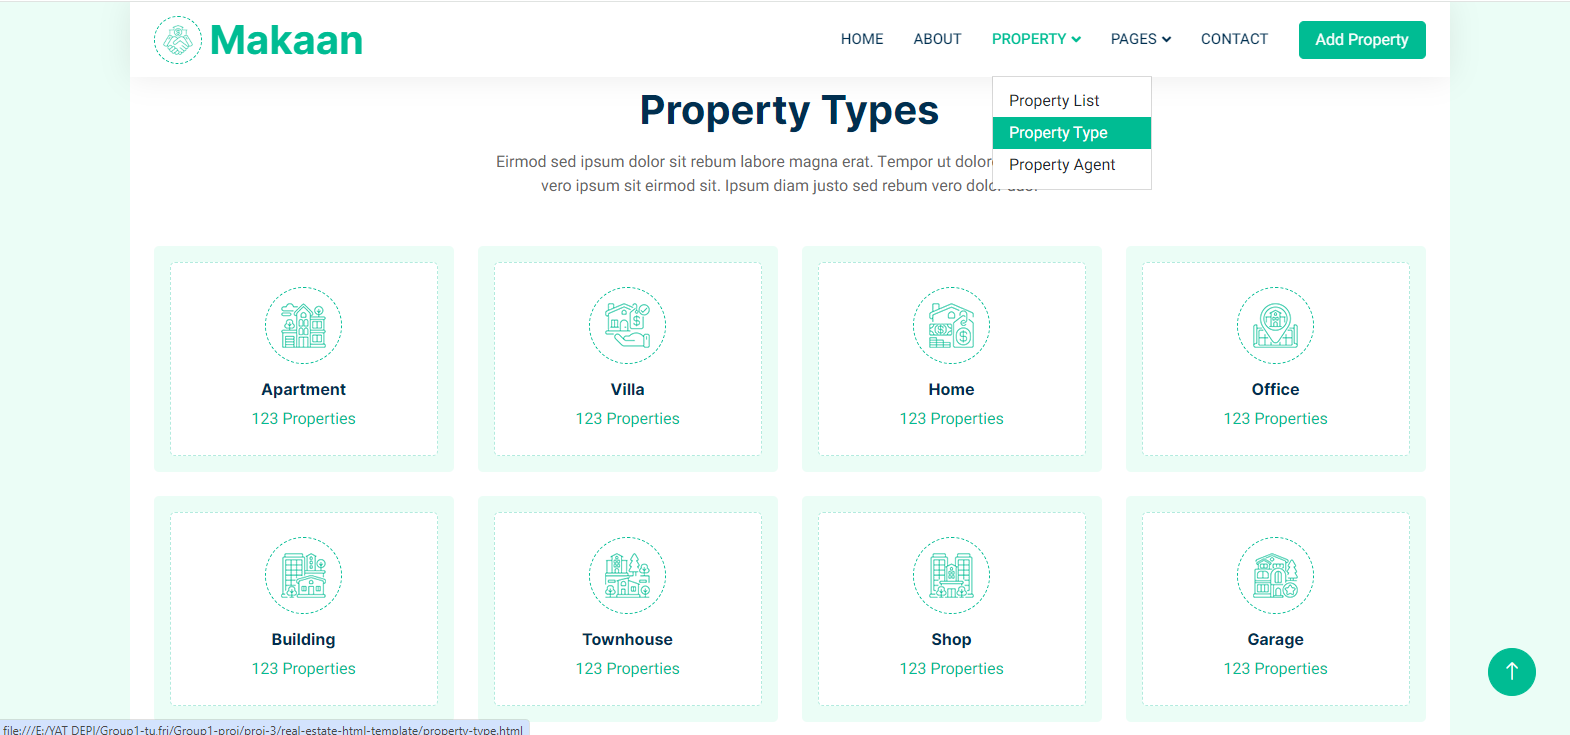 Makaan
HOME ABOUT PROPERTY PAGES CONTACT Add Property
Property List
Property Type
Property Agent
Property Types
Eirmod sed ipsum dolor sit rebum labore magna erat. Tempor ut dolore
vero ipsum sit eirmod sit. Ipsum diam justo sed rebum vero dolor duo.
Apartment
123 Properties
Villa
123 Properties
Home
123 Properties
Office
123 Properties
Building
123 Properties
Townhouse
123 Properties
Shop
123 Properties
Garage
123 Properties
file:///E:/YAT DEPI/Group1-tu,fri/Group1-proj/proj-3/real-estate-html-template/property-type.html